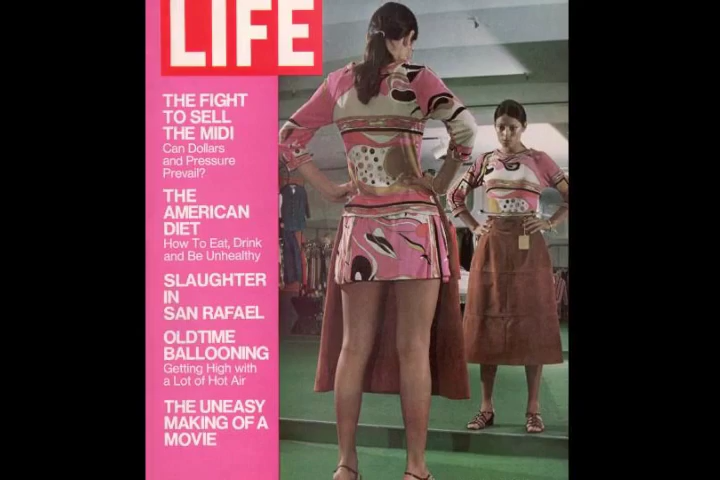 LIFE
THE FIGHT
TO SELL
THE MIDI
Can Dollars
and Pressure
Prevail?
THE
AMERICAN
DIET
How To Eat, Drink
and Be Unhealthy
SLAUGHTER
IN
SAN RAFAEL
OLDTIME
BALLOONING
Getting High with
a Lot of Hot Air
THE UNEASY
MAKING OF A
MOVIE